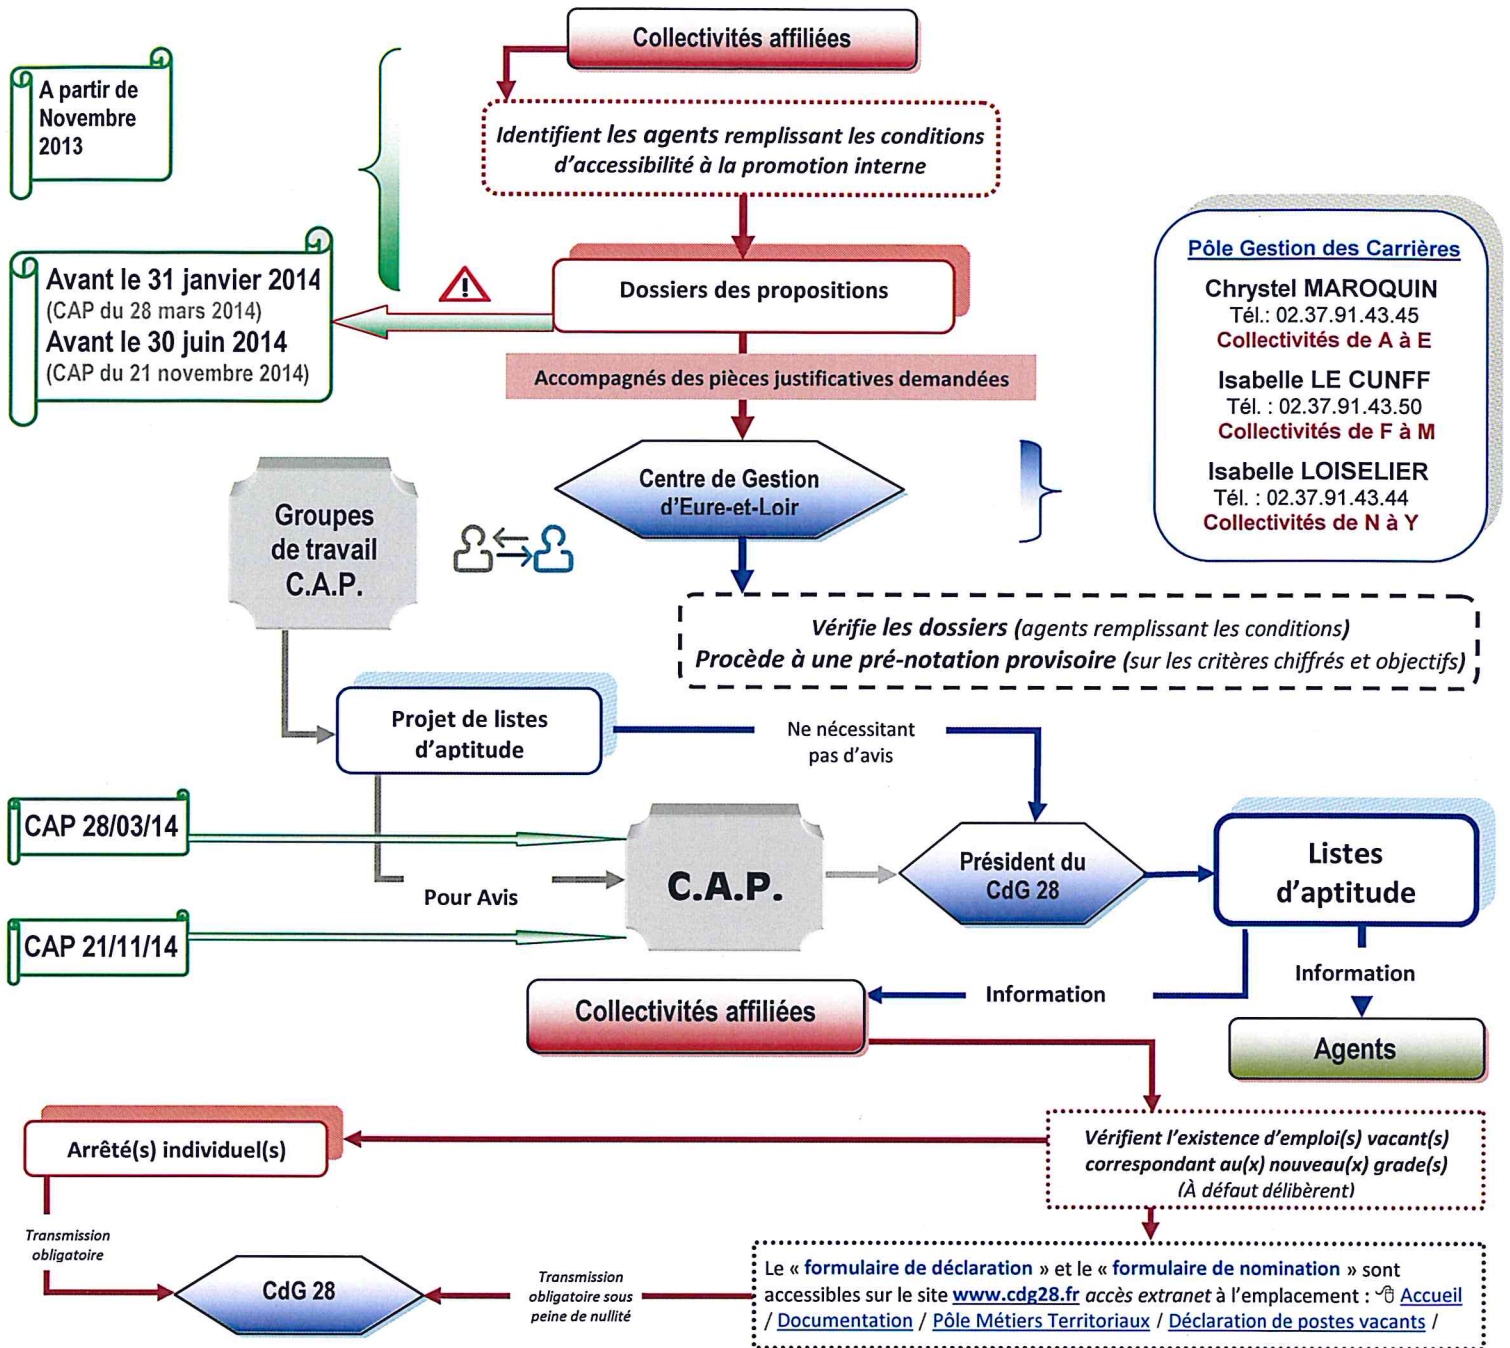 Collectivités affiliées
A partir de
Novembre
2013
Identifient les agents remplissant les conditions
d'accessibilité à la promotion interne
Avant le 31 janvier 2014
(CAP du 28 mars 2014)
Avant le 30 juin 2014
(CAP du 21 novembre 2014)
Dossiers des propositions
Accompagnés des pièces justificatives demandées
Pôle Gestion des Carrières
Chrystel MAROQUIN
Tél.: 02.37.91.43.45
Collectivités de A à E
Isabelle LE CUNFF
Tél. : 02.37.91.43.50
Collectivités de F à M
Isabelle LOISELIER
Tél. : 02.37.91.43.44
Collectivités de N à Y
Centre de Gestion
d'Eure-et-Loir
Groupes
de travail
C.A.P.
Vérifie les dossiers (agents remplissant les conditions)
Procède à une pré-notation provisoire (sur les critères chiffrés et objectifs)
Projet de listes
d'aptitude
Ne nécessitant
pas d'avis
CAP 28/03/14
Pour Avis
C.A.P.
Président du
CdG 28
Listes
d'aptitude
CAP 21/11/14
Information
Information
Collectivités affiliées
Agents
Arrêté(s) individuel(s)
Vérifient l'existence d'emploi(s) vacant(s)
correspondant au(x) nouveau(x) grade(s)
(À défaut délibèrent)
Transmission
obligatoire
CdG 28
Transmission
obligatoire sous
peine de nullité
Le « formulaire de déclaration » et le « formulaire de nomination » sont
accessibles sur le site www.cdg28.fr accès extranet à l'emplacement : Accueil
/ Documentation / Pôle Métiers Territoriaux / Déclaration de postes vacants /